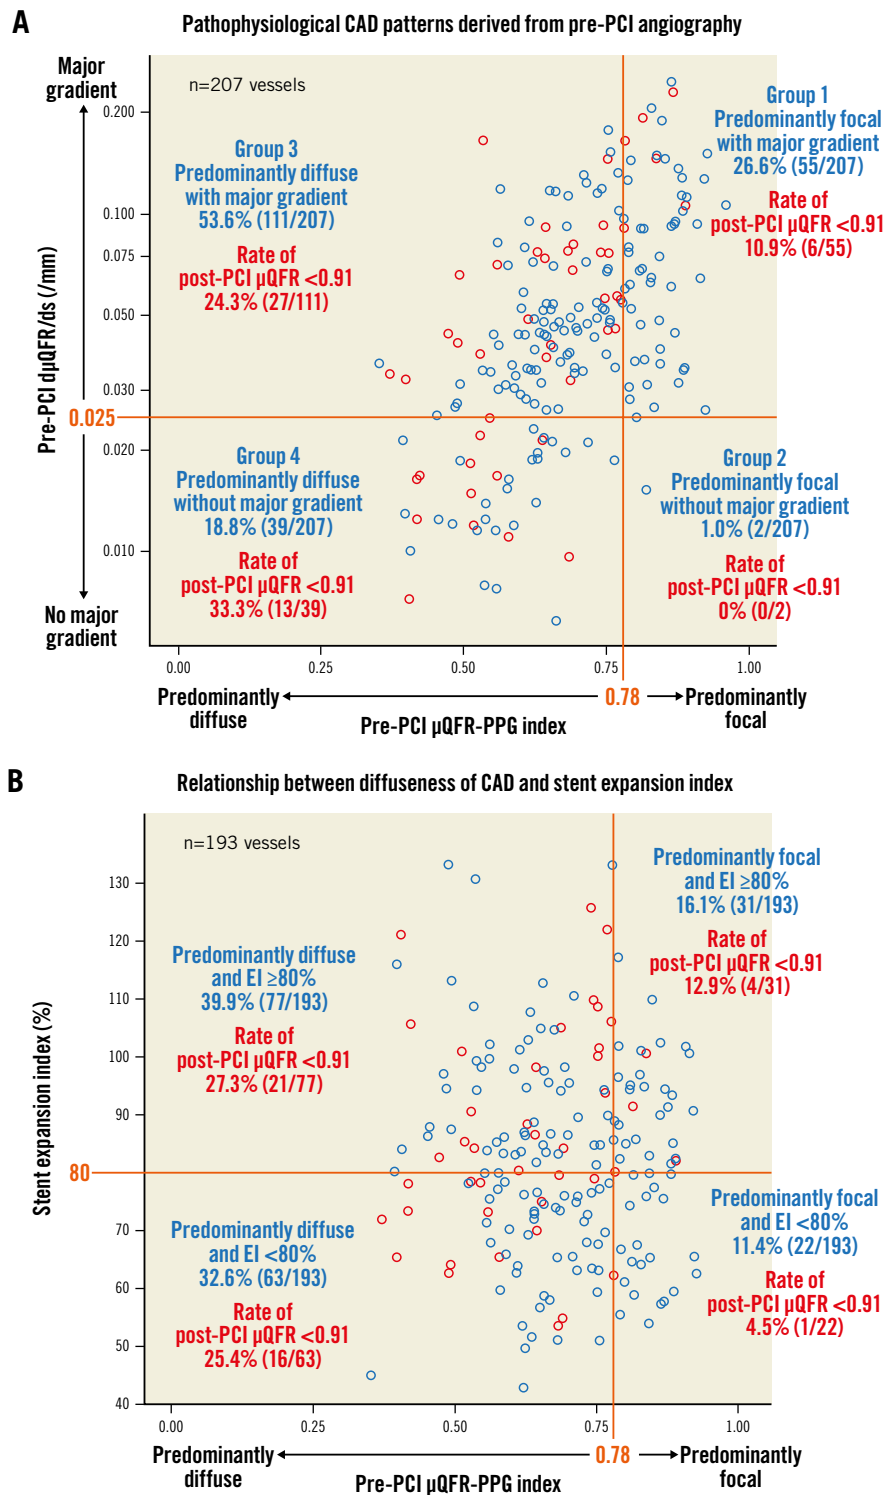 A
Pathophysiological CAD patterns derived from pre-PCI angiography
Major
gradient
n=207 vessels
Group 1
Predominantly focal
with major gradient
26.6% (55/207)
Rate of
post-PCI µQFR <0.91
10.9% (6/55)
Group 3
Predominantly diffuse
with major gradient
53.6% (111/207)
Rate of
post-PCI µQFR <0.91
24.3% (27/111)
Pre-PCI dµQFR/ds (/mm)
0.200
0.100
0.075
0.050
0.030
0.025
0.020
0.010
Group 4
Predominantly diffuse
without major gradient
18.8% (39/207)
Rate of
post-PCI µQFR <0.91
33.3% (13/39)
Group 2
Predominantly focal
without major gradient
1.0% (2/207)
Rate of
post-PCI µQFR <0.91
0% (0/2)
No major
gradient
0.00 0.25 0.50 0.75 1.00
Predominantly
diffuse
0.78
Predominantly
focal
Pre-PCI µQFR-PPG index
B
Relationship between diffuseness of CAD and stent expansion index
n=193 vessels
Predominantly focal
and EI ≥80%
16.1% (31/193)
Rate of
post-PCI µQFR <0.91
12.9% (4/31)
Predominantly diffuse
and EI ≥80%
39.9% (77/193)
Rate of
post-PCI µQFR <0.91
27.3% (21/77)
Stent expansion index (%)
130
120
110
100
90
80
70
60
50
40
Predominantly diffuse
and EI <80%
32.6% (63/193)
Rate of
post-PCI µQFR <0.91
25.4% (16/63)
Predominantly focal
and EI <80%
11.4% (22/193)
Rate of
post-PCI µQFR <0.91
4.5% (1/22)
0.00 0.25 0.50 0.75 1.00
Predominantly
diffuse
0.78
Predominantly
focal
Pre-PCI µQFR-PPG index